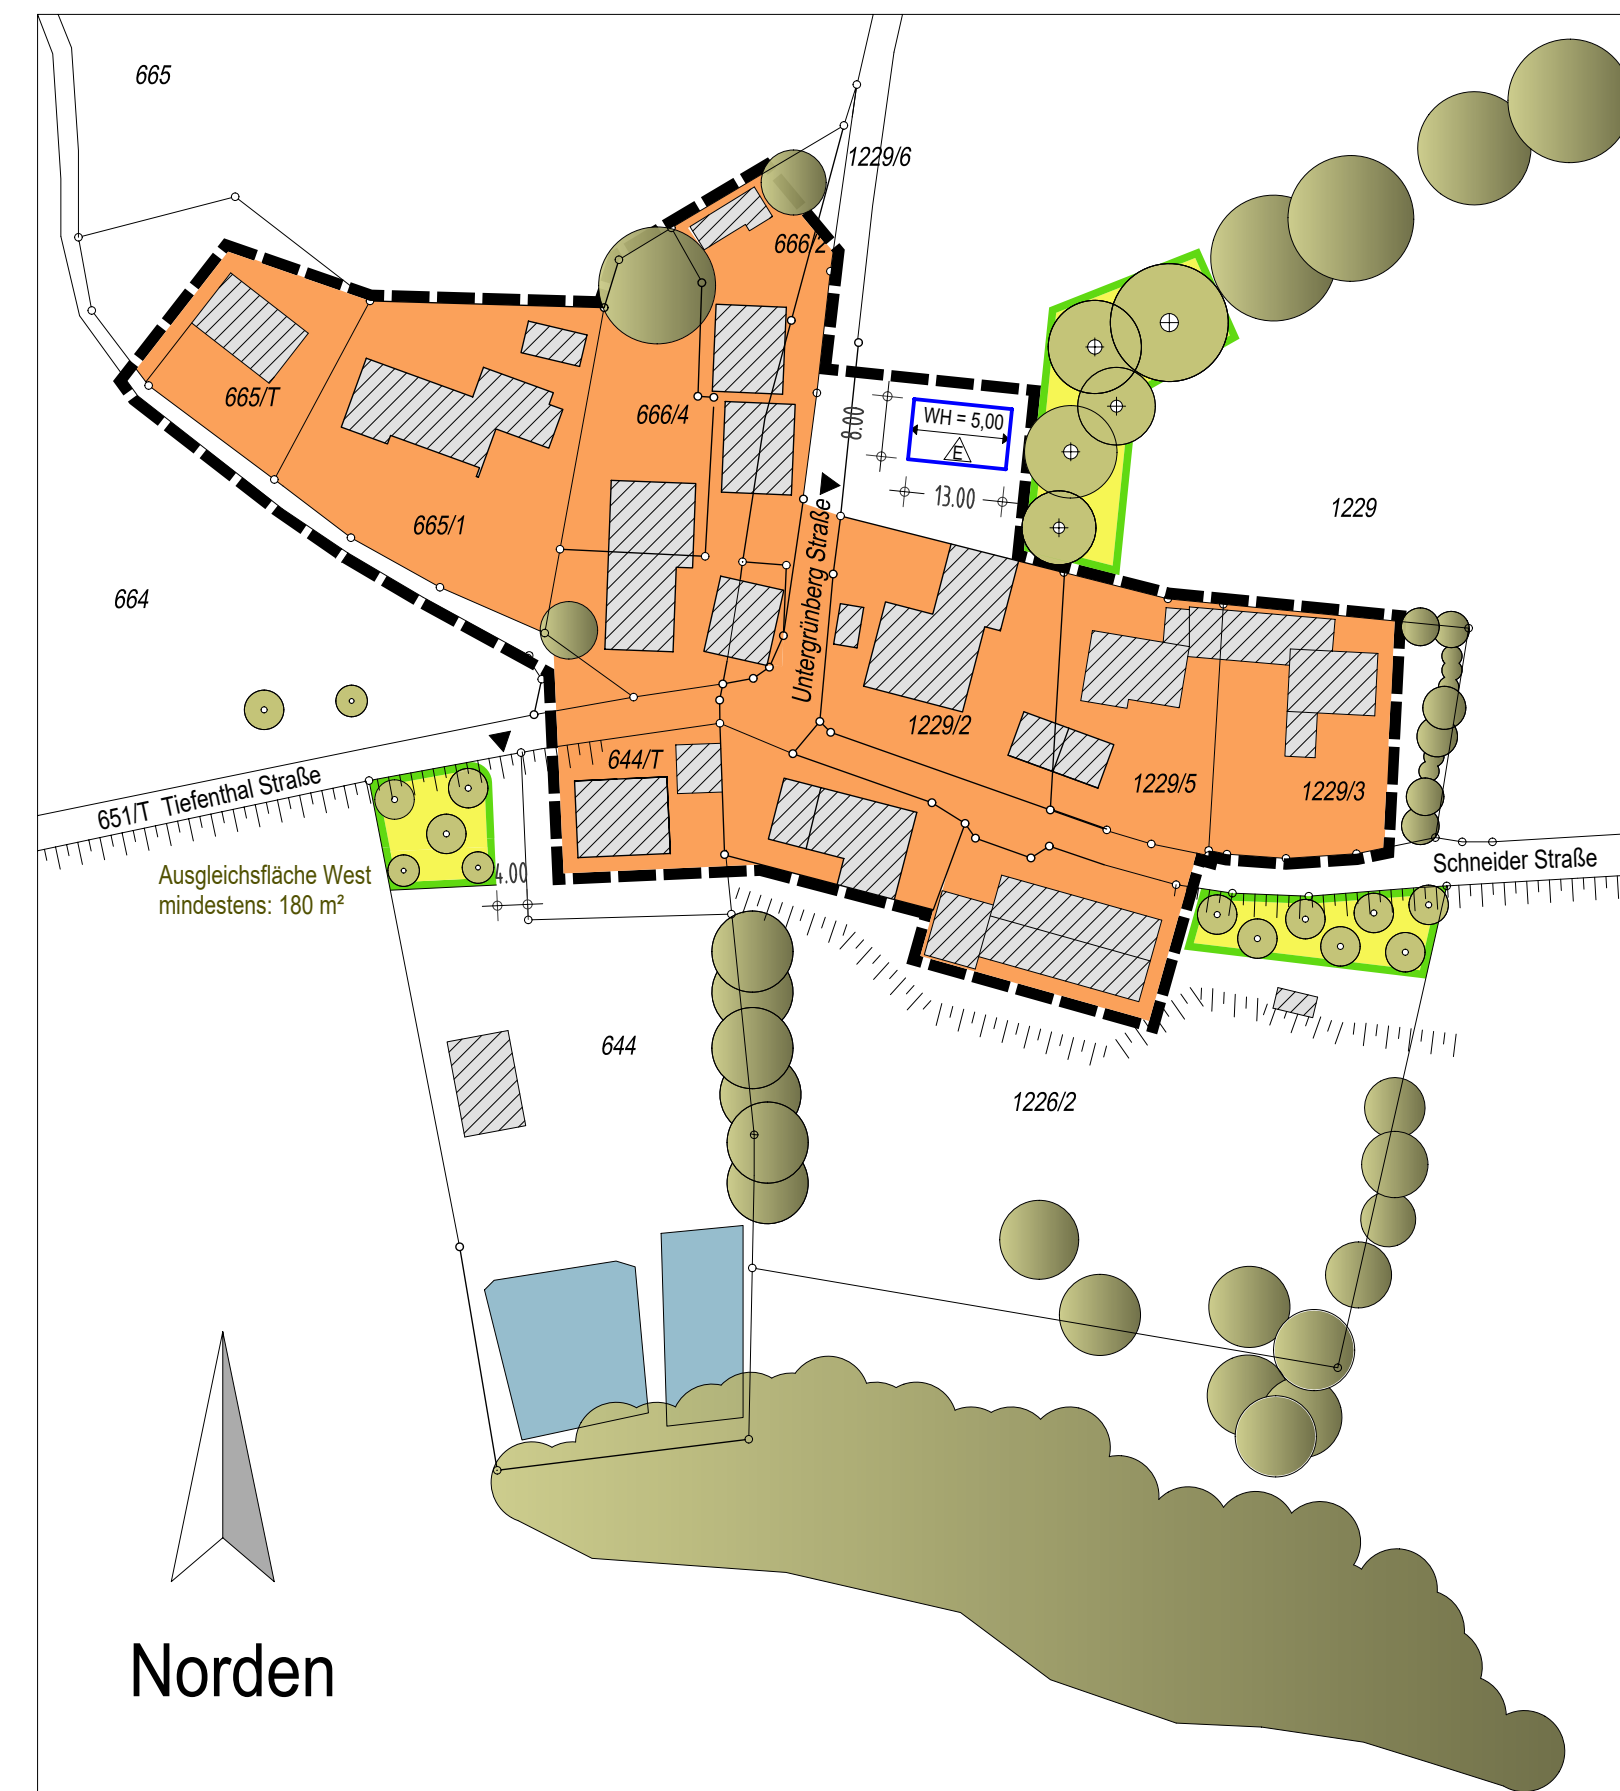 665
1229/6
666/2
665/T
666/4
8.00
WH = 5,00
E
13.00
665/1
1229
664
Untergrünberg Straße
1229/2
644/T
1229/5
1229/3
651/T Tiefenthal Straße
Schneider Straße
Ausgleichsfläche West
mindestens: 180 m²
4.00
644
1226/2
Norden